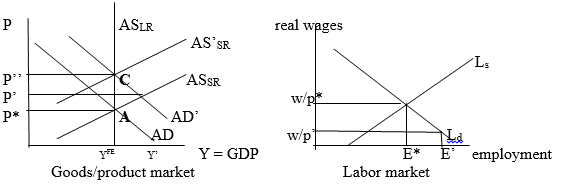 P
AS_LR
real wages
AS’_SR
L_s
P’’
C
AS_SR
P’
w/p*
P*
A
AD’
AD
w/p’
L_d
Y^FE
Y’
Y = GDP
E*
E’
employment
Goods/product market
Labor market